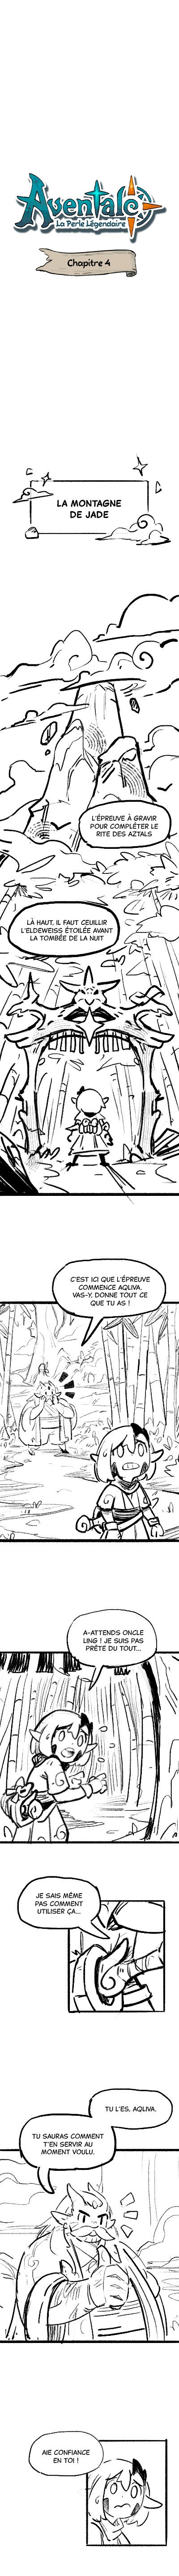 Aventale
La Perle Légendaire
Chapitre 4
LA MONTAGNE
DE JADE
L'ÉPREUVE À GRAVIR
POUR COMPLÉTER LE
RITE DES AZTALS
LÀ HAUT, IL FAUT CEUILLIR
L'ELDEWEISS ÉTOILÉE AVANT
LA TOMBÉE DE LA NUIT
C'EST ICI QUE L'ÉPREUVE
COMMENCE AQLIVA.
VAS-Y, DONNE TOUT CE
QUE TU AS !
A-ATTENDS ONCLE
LING ! JE SUIS PAS
PRÊTE DU TOUT...
JE SAIS MÊME
PAS COMMENT
UTILISER ÇA...
TU L'ES, AQLIVA.
TU SAURAS COMMENT
T'EN SERVIR AU
MOMENT VOULU.
AIE CONFIANCE
EN TOI !